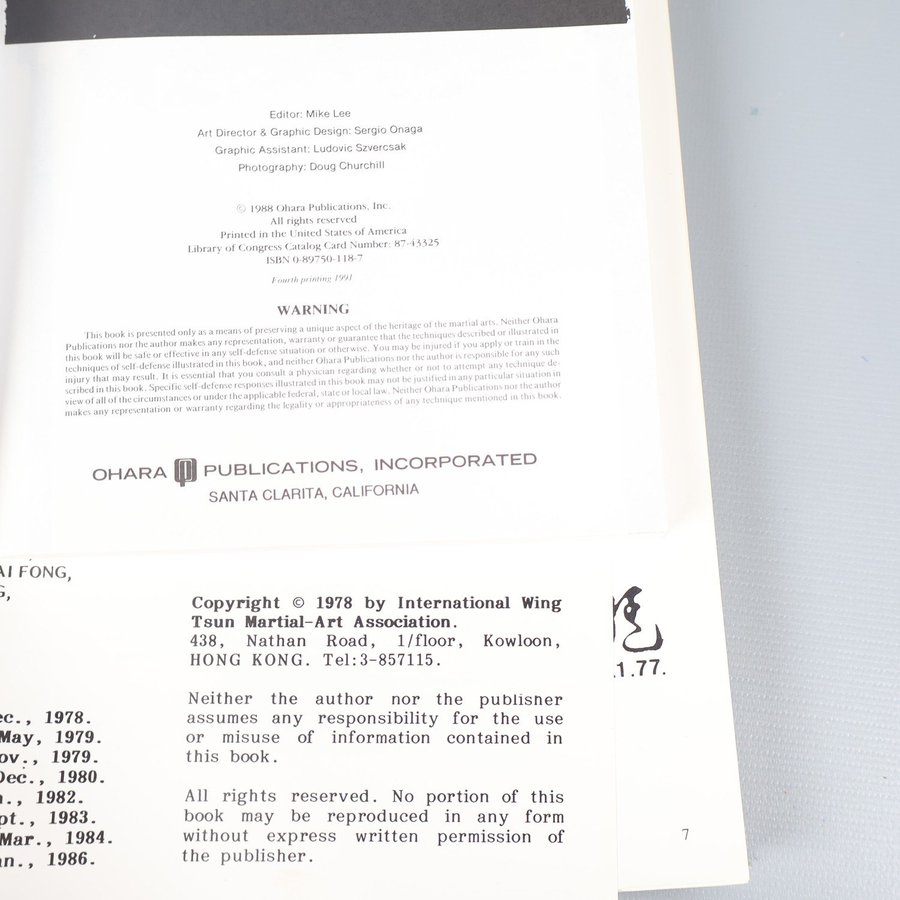 Editor: Mike Lee
Art Director & Graphic Design: Sergio Onaga
Graphic Assistant: Ludovic Szvercsak
Photography: Doug Churchill
© 1988 Ohara Publications, Inc.
All rights reserved
Printed in the United States of America
Library of Congress Catalog Card Number: 87-43325
ISBN 0-89750-118-7
Fourth printing 1991
WARNING
This book is presented only as a means of preserving a unique aspect of the heritage of the martial arts. Neither Ohara
Publications nor the author makes any representation, warranty or guarantee that the techniques described or illustrated in
this book will be safe or effective in any self-defense situation or otherwise. You may be injured if you apply or train in the
techniques of self-defense illustrated in this book, and neither Ohara Publications nor the author is responsible for any such
injury that may result. It is essential that you consult a physician regarding whether or not to attempt any technique de-
scribed in this book. Specific self-defense responses illustrated in this book may not be justified in any particular situation in
view of all of the circumstances or under the applicable federal, state or local law. Neither Ohara Publications nor the author
makes any representation or warranty regarding the legality or appropriateness of any technique mentioned in this book.
OHARA PUBLICATIONS, INCORPORATED
SANTA CLARITA, CALIFORNIA
AI FONG,
G,
ec., 1978.
May, 1979.
ov., 1979.
Dec., 1980.
n., 1982.
pt., 1983.
Mar., 1984.
an., 1986.
Copyright © 1978 by International Wing
Tsun Martial-Art Association.
438, Nathan Road, 1/floor, Kowloon,
HONG KONG. Tel:3-857115.
Neither the author nor the publisher
assumes any responsibility for the use
or misuse of information contained in
this book.
All rights reserved. No portion of this
book may be reproduced in any form
without express written permission of
the publisher.
.1.77.
7